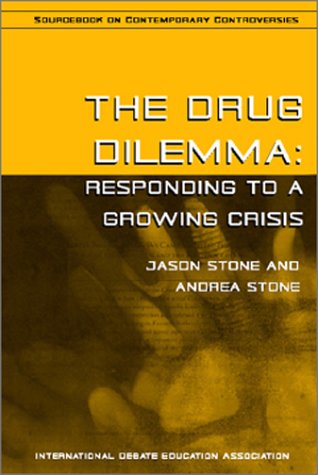 SOURCEBOOK ON CONTEMPORARY CONTROVERSIES
THE DRUG
DILEMMA:
RESPONDING TO A
GROWING CRISIS
JASON STONE AND
ANDREA STONE
INTERNATIONAL DEBATE EDUCATION ASSOCIATION